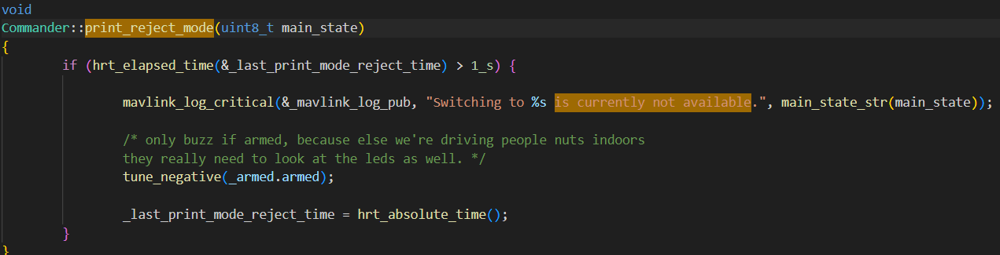 void
Commander::print_reject_mode(uint8_t main_state)
{
if (hrt_elapsed_time(&_last_print_mode_reject_time) > 1_s) {
mavlink_log_critical(&_mavlink_log_pub, "Switching to %s is currently not available.", main_state_str(main_state));
/* only buzz if armed, because else we're driving people nuts indoors
they really need to look at the leds as well. */
tune_negative(_armed.armed);
_last_print_mode_reject_time = hrt_absolute_time();
}
}